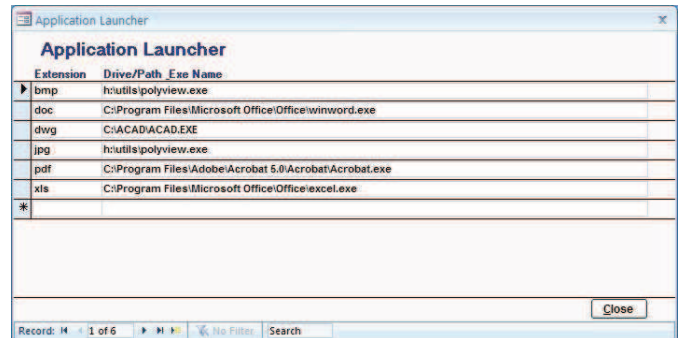 Application Launcher
Application Launcher
Extension Drive/Path_Exe Name
bmp h:\utils\polyview.exe
doc C:\Program Files\Microsoft Office\Office\winword.exe
dwg C:\ACAD\ACAD.EXE
jpg h:\utils\polyview.exe
pdf C:\Program Files\Adobe\Acrobat 5.0\Acrobat\Acrobat.exe
xls C:\Program Files\Microsoft Office\Office\excel.exe
Close
Record: 1 of 6 No Filter Search